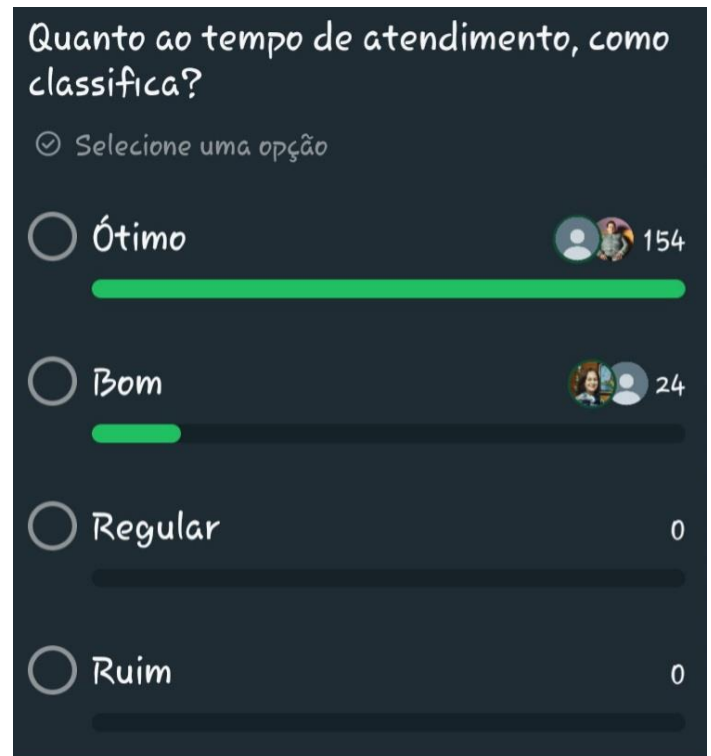 Quanto ao tempo de atendimento, como
classifica?
Selecione uma opção
Ótimo 154
Bom 24
Regular 0
Ruim 0